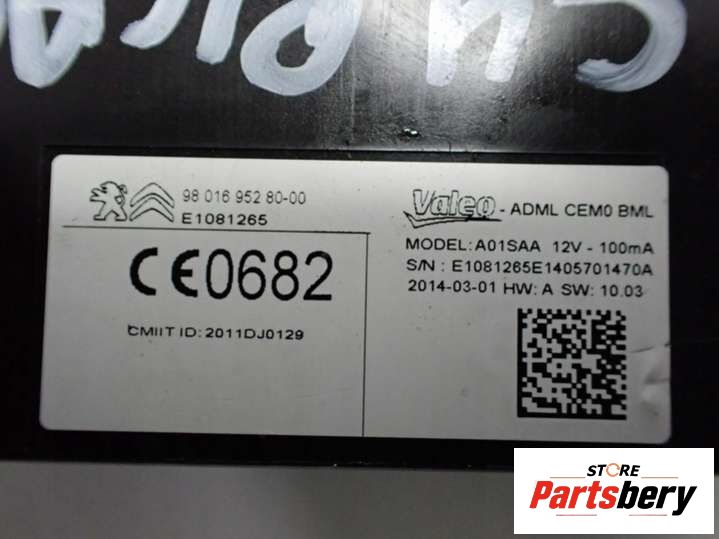 98 016 952 80-00
E1081265
CE0682
CMIIT ID: 2011DJ0129
Valeo - ADML CEM0 BML
MODEL: A01SAA 12V - 100mA
S/N : E1081265E1405701470A
2014-03-01 HW: A SW: 10.03
STORE
Partsbery